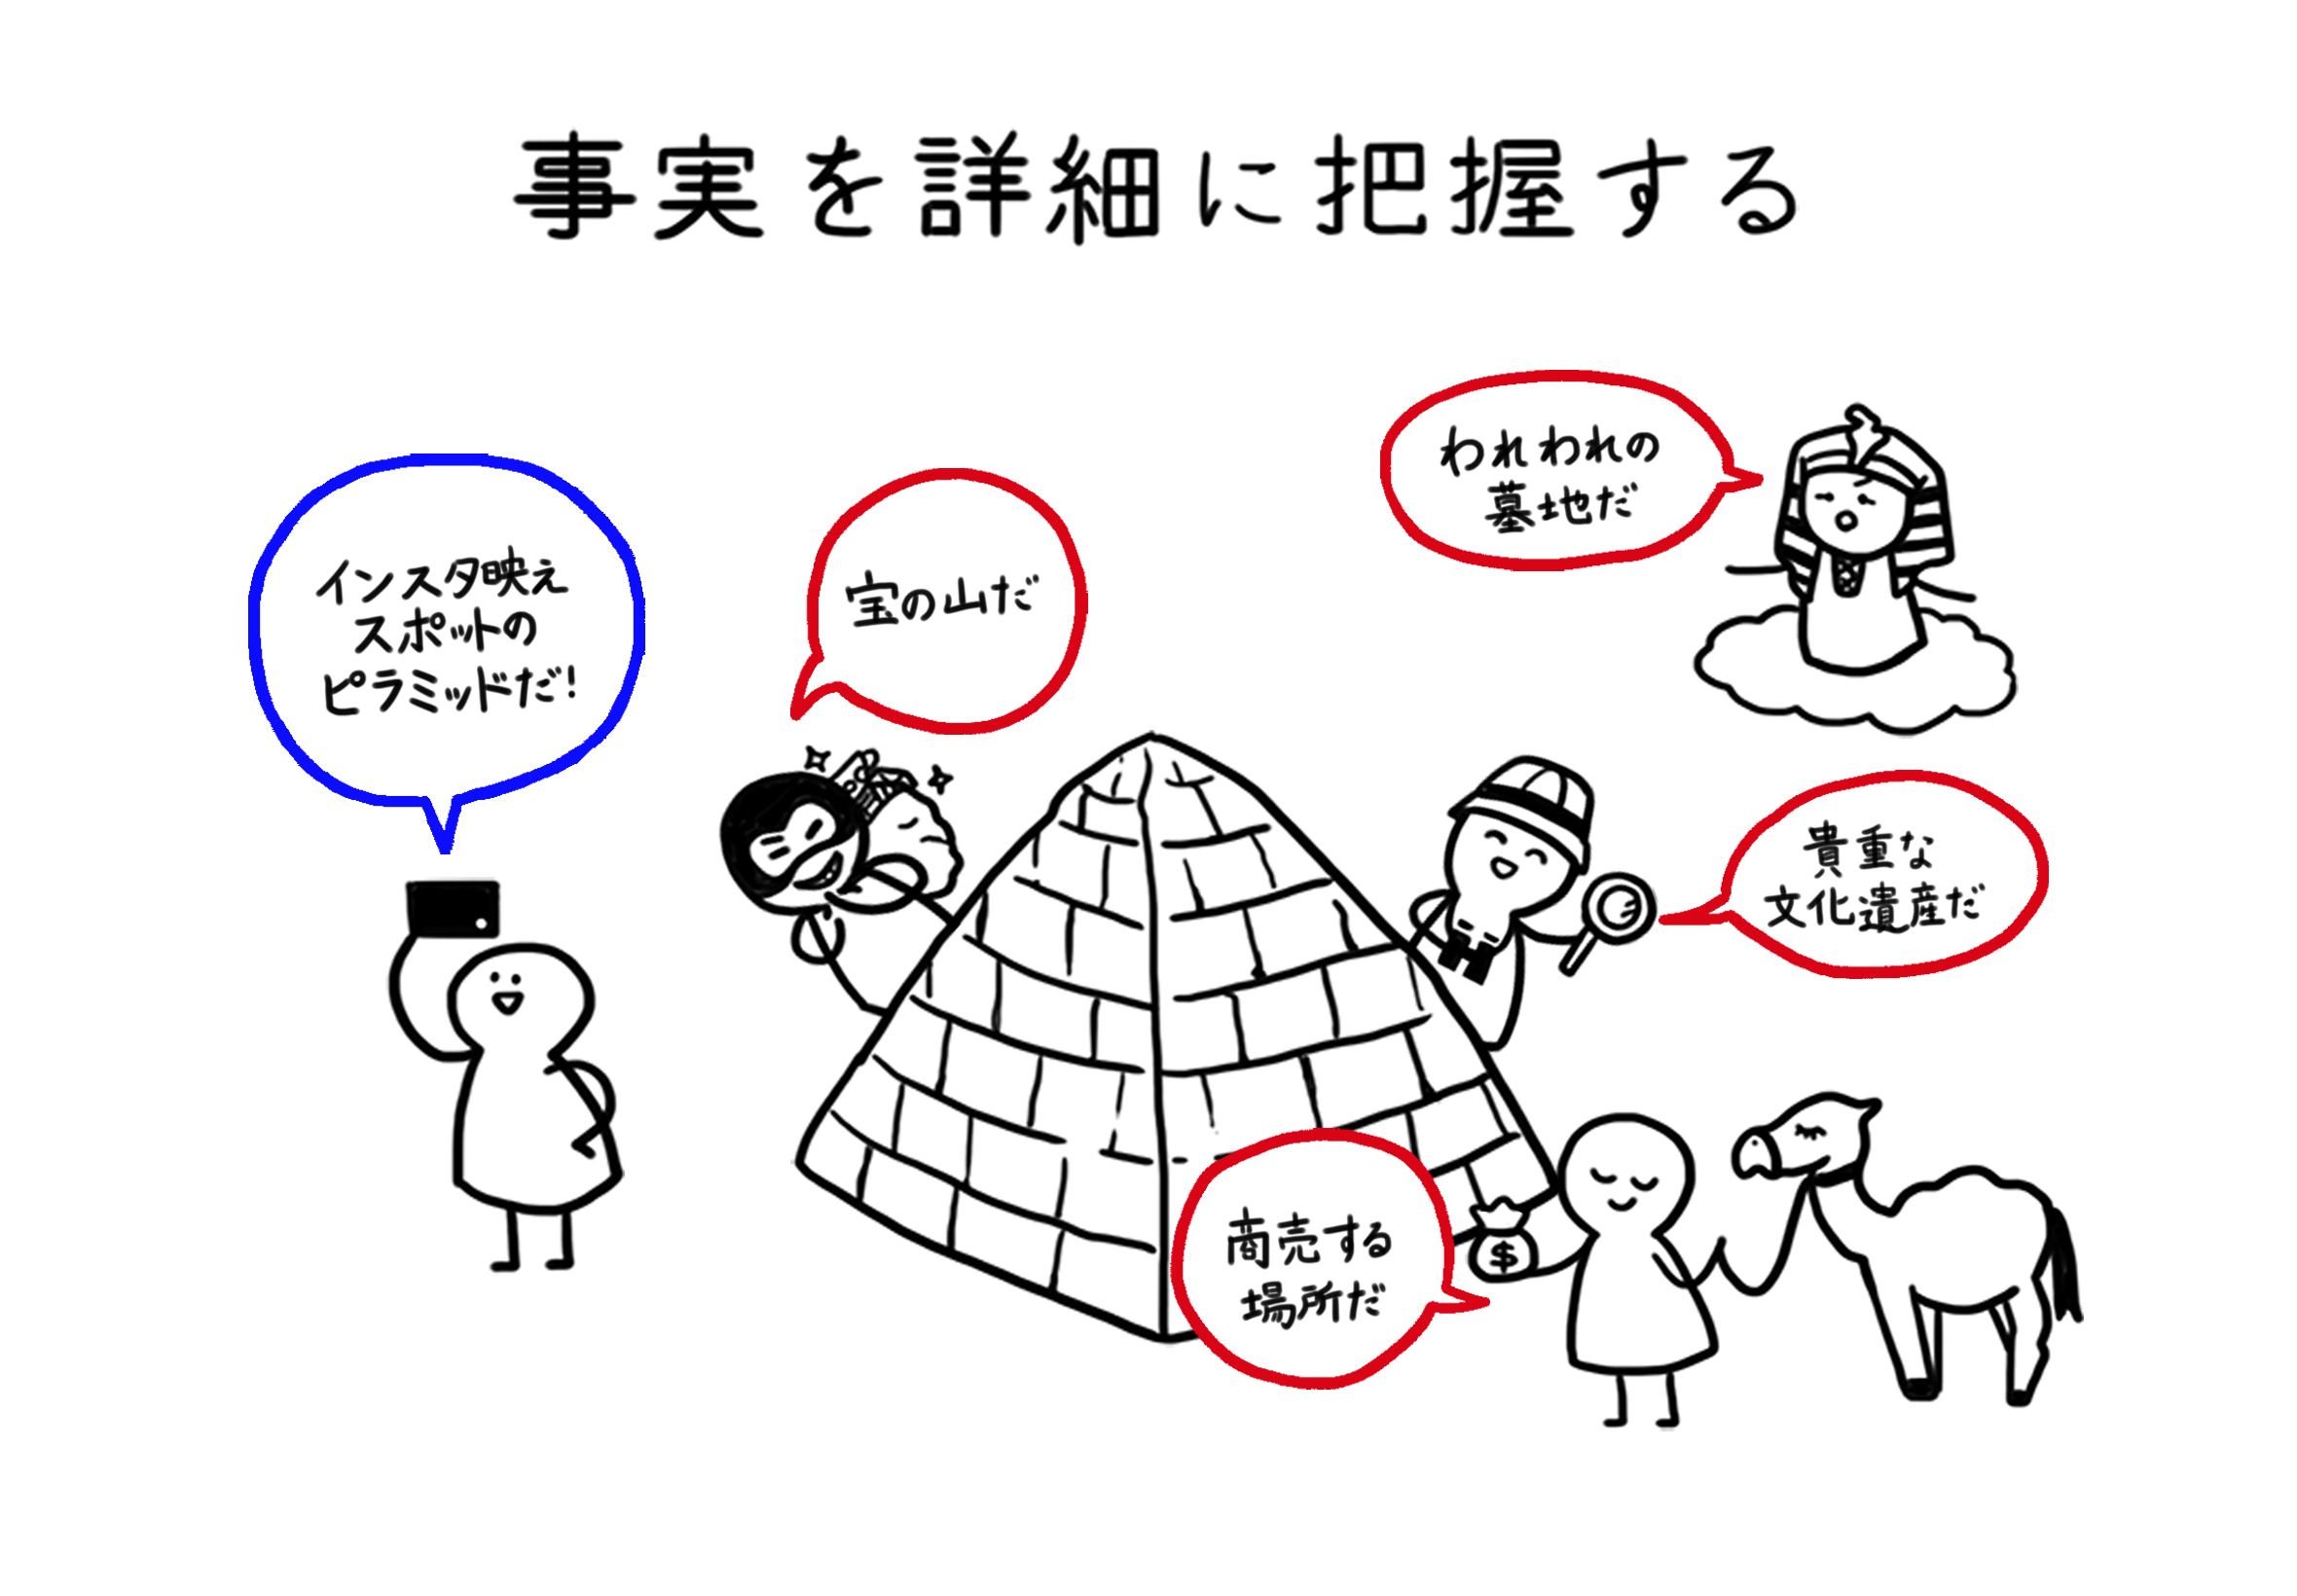 事実を詳細に把握する
インスタ映え
スポットの
ピラミッドだ!
宝の山だ
われわれの
墓地だ
貴重な
文化遺産だ
商売する
場所だ
$